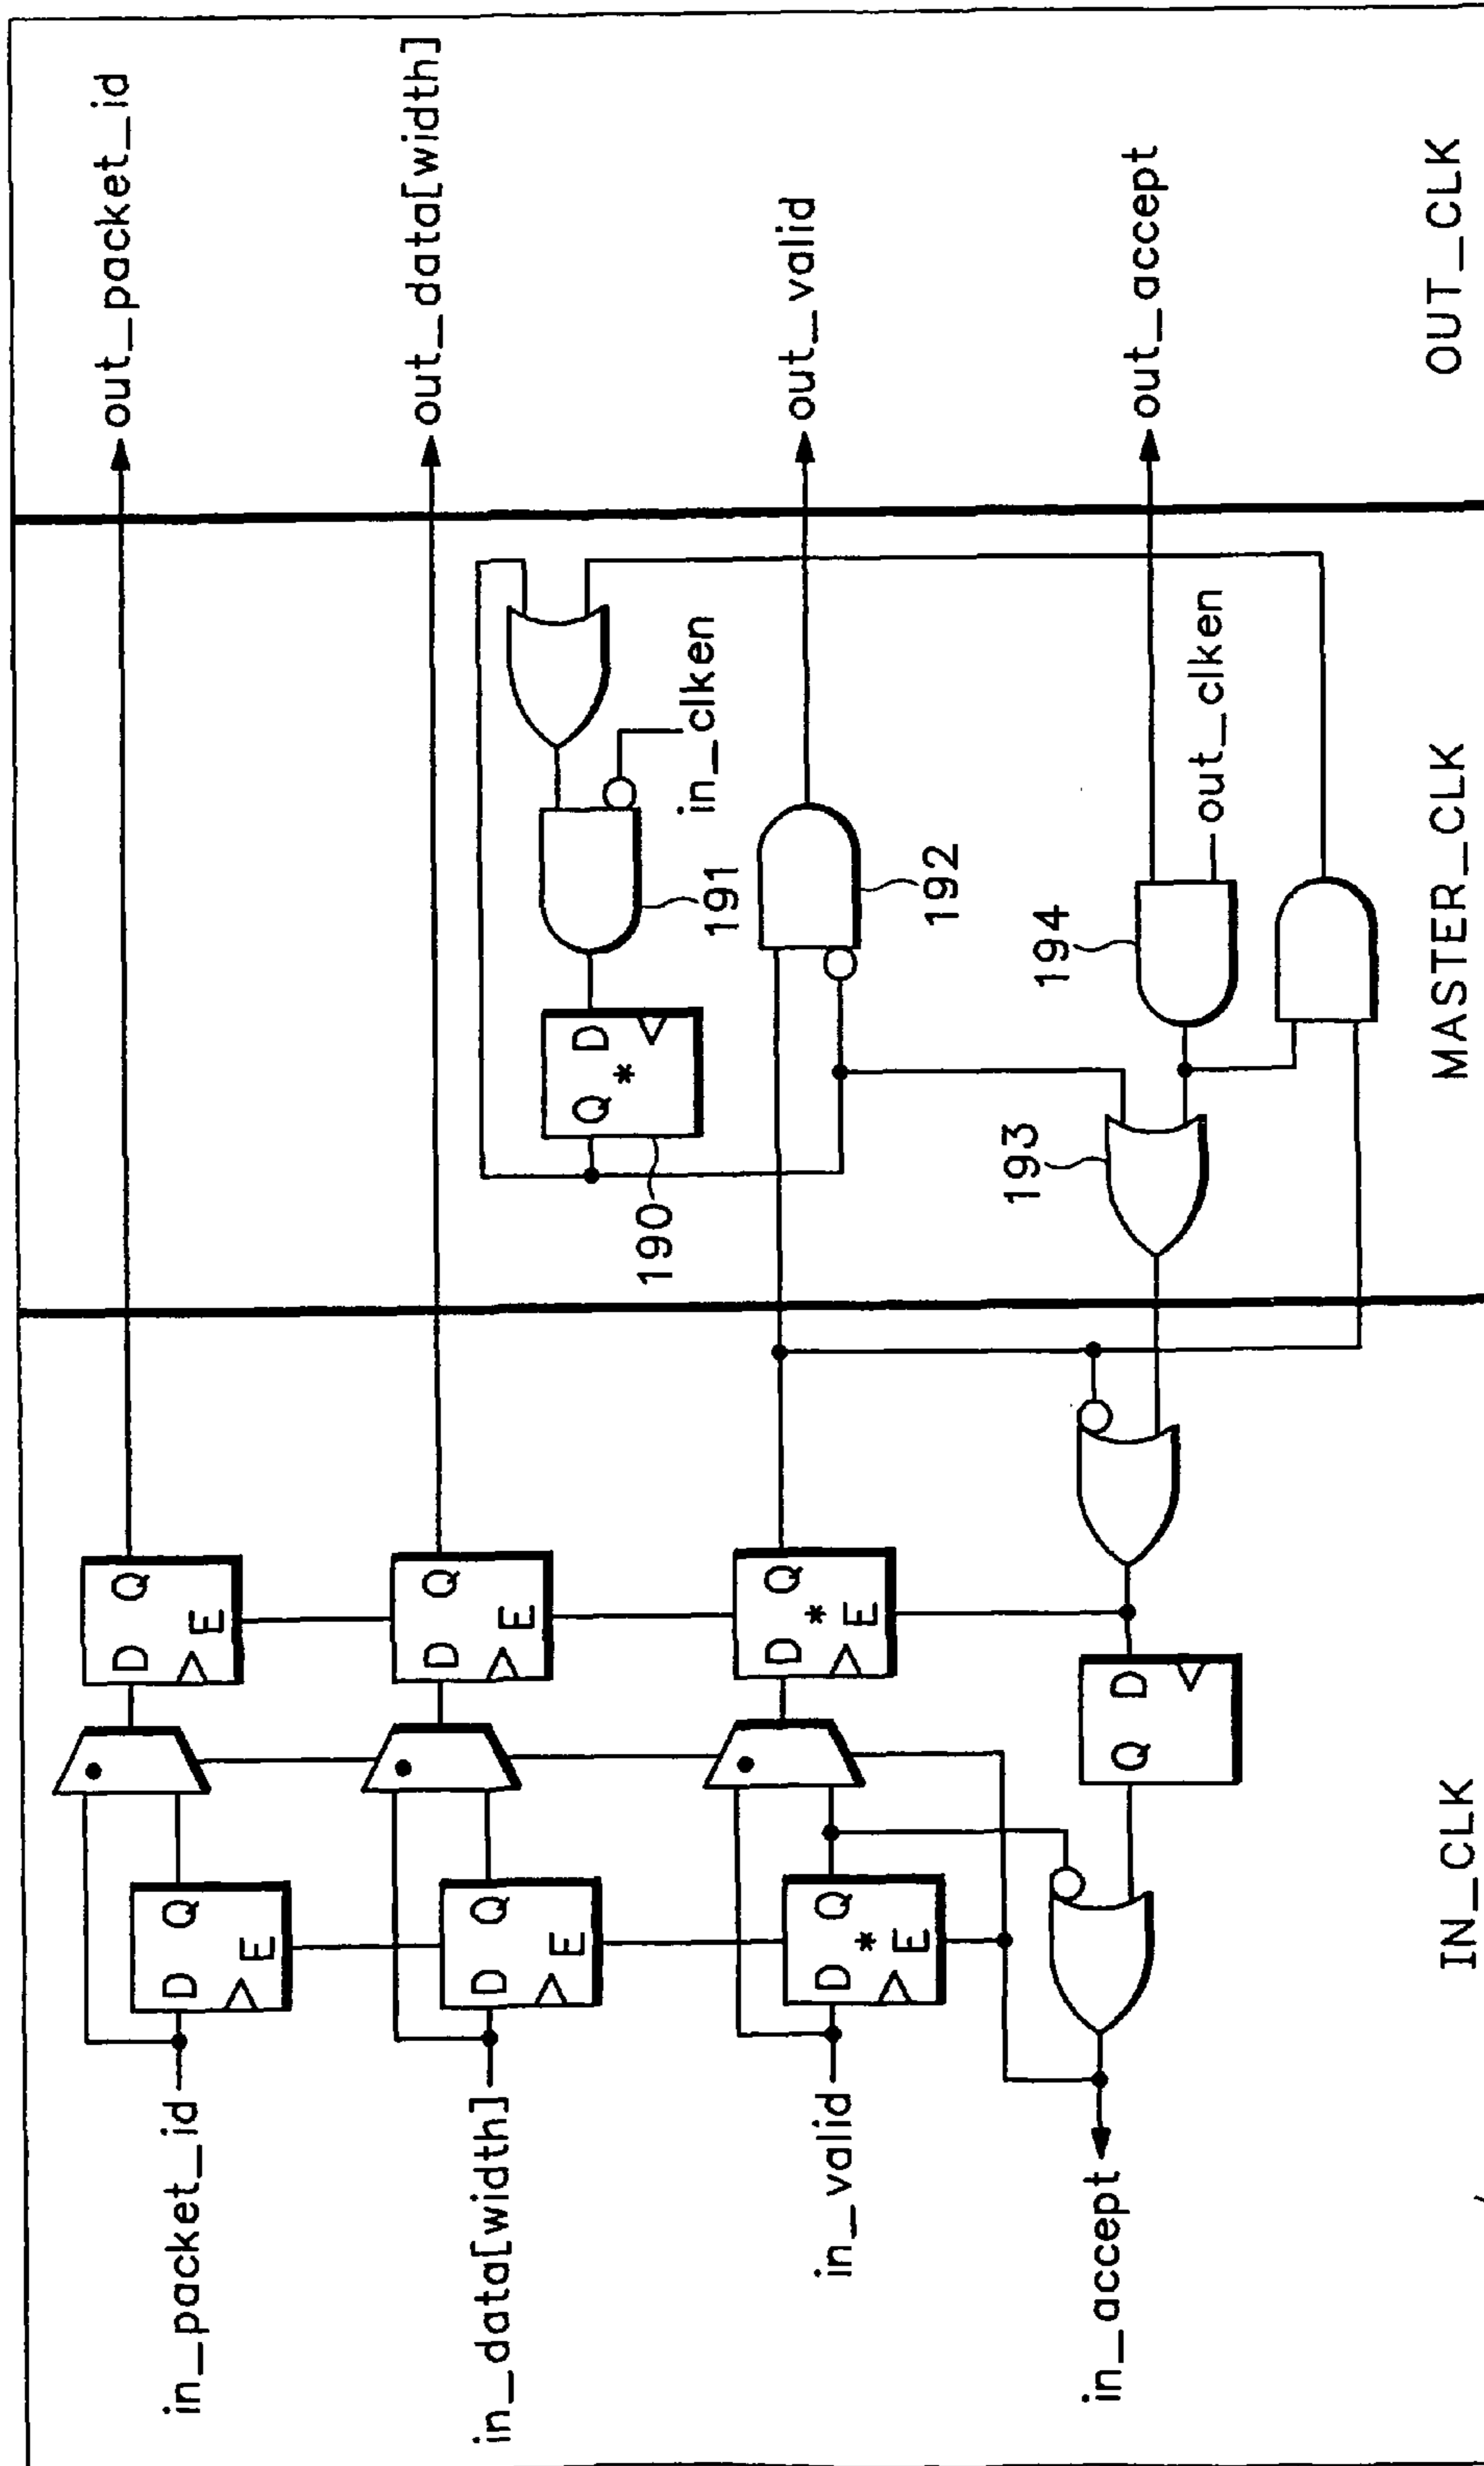 in_packet_id
D Q
E
D Q
E
out_packet_id
in_data[width]
D Q
E
D Q
E
out_data[width]
Q D
*
190
191
in_clken
in_valid
D Q
*
E
D Q
*
E
192
out_valid
in_accept
Q D
193
194
out_clken
out_accept
IN_CLK
MASTER_CLK
OUT_CLK